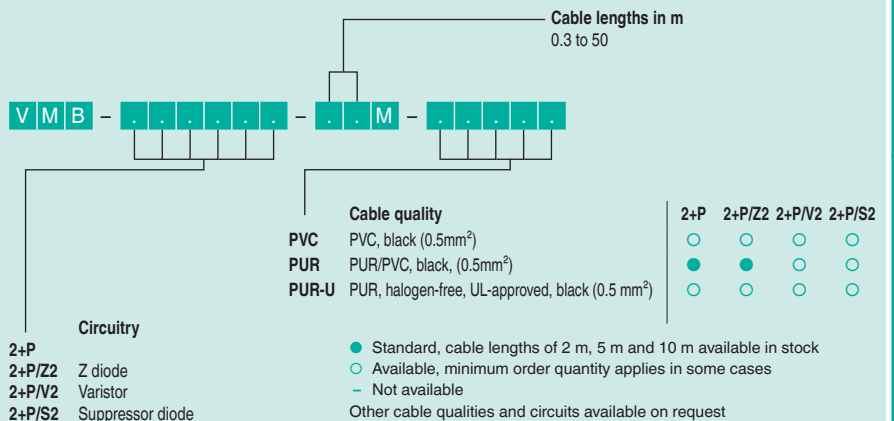 Cable lengths in m
0.3 to 50
V M B – . . . . . . – . . M – . . . . .
Cable quality 2+P 2+P/Z2 2+P/V2 2+P/S2
PVC PVC, black (0.5mm²) ○ ○ ○ ○
PUR PUR/PVC, black, (0.5mm²) ● ● ○ ○
PUR-U PUR, halogen-free, UL-approved, black (0.5 mm²) ○ ○ ○ ○
Circuitry
2+P
2+P/Z2 Z diode
2+P/V2 Varistor
2+P/S2 Suppressor diode
● Standard, cable lengths of 2 m, 5 m and 10 m available in stock
○ Available, minimum order quantity applies in some cases
– Not available
Other cable qualities and circuits available on request